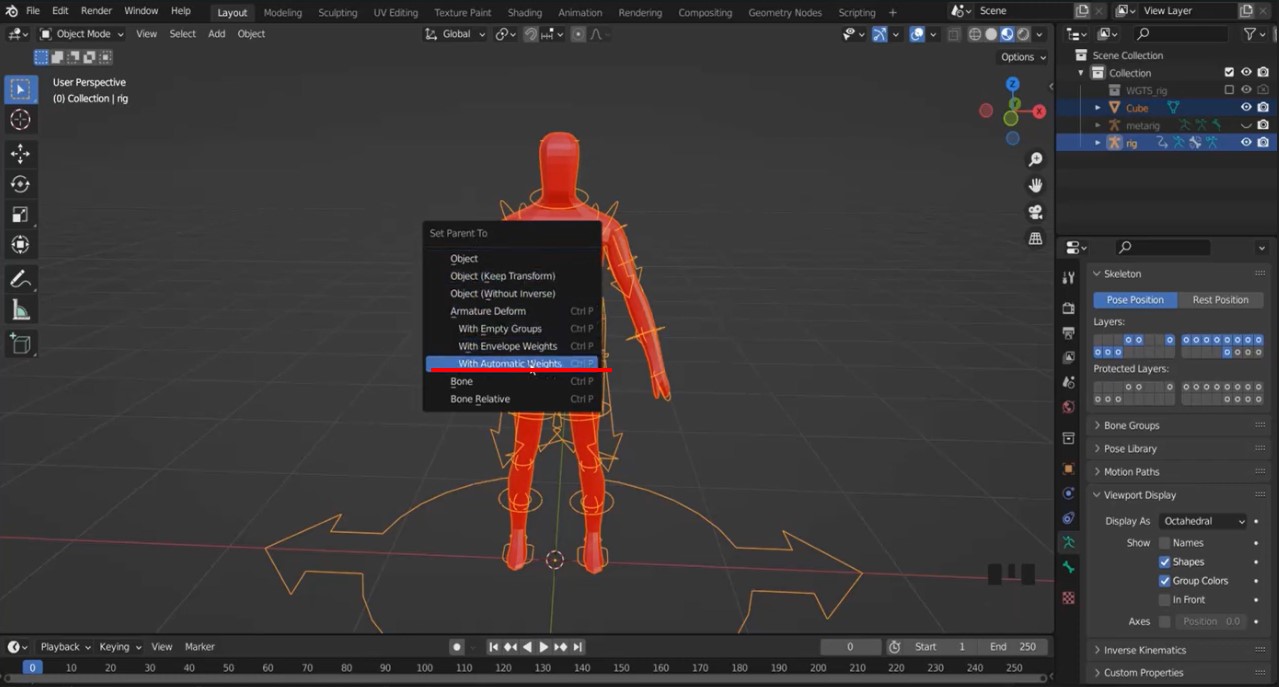 File Edit Render Window Help Layout Modeling Sculpting UV Editing Texture Paint Shading Animation Rendering Compositing Geometry Nodes Scripting + Scene View Layer
Object Mode View Select Add Object Global
Options
User Perspective
(0) Collection | rig
Z
Y
X
Scene Collection
Collection
WGTS_rig
Cube
metarig
rig
Set Parent To
Object
Object (Keep Transform)
Object (Without Inverse)
Armature Deform Ctrl P
With Empty Groups Ctrl P
With Envelope Weights Ctrl P
With Automatic Weights Ctrl P
Bone Ctrl P
Bone Relative Ctrl P
Skeleton
Pose Position Rest Position
Layers:
Protected Layers:
Bone Groups
Pose Library
Motion Paths
Viewport Display
Display As Octahedral
Show Names
Shapes
Group Colors
In Front
Axes Position 0.0
Inverse Kinematics
Custom Properties
Playback Keying View Marker 0 Start 1 End 250
0 10 20 30 40 50 60 70 80 90 100 110 120 130 140 150 160 170 180 190 200 210 220 230 240 250